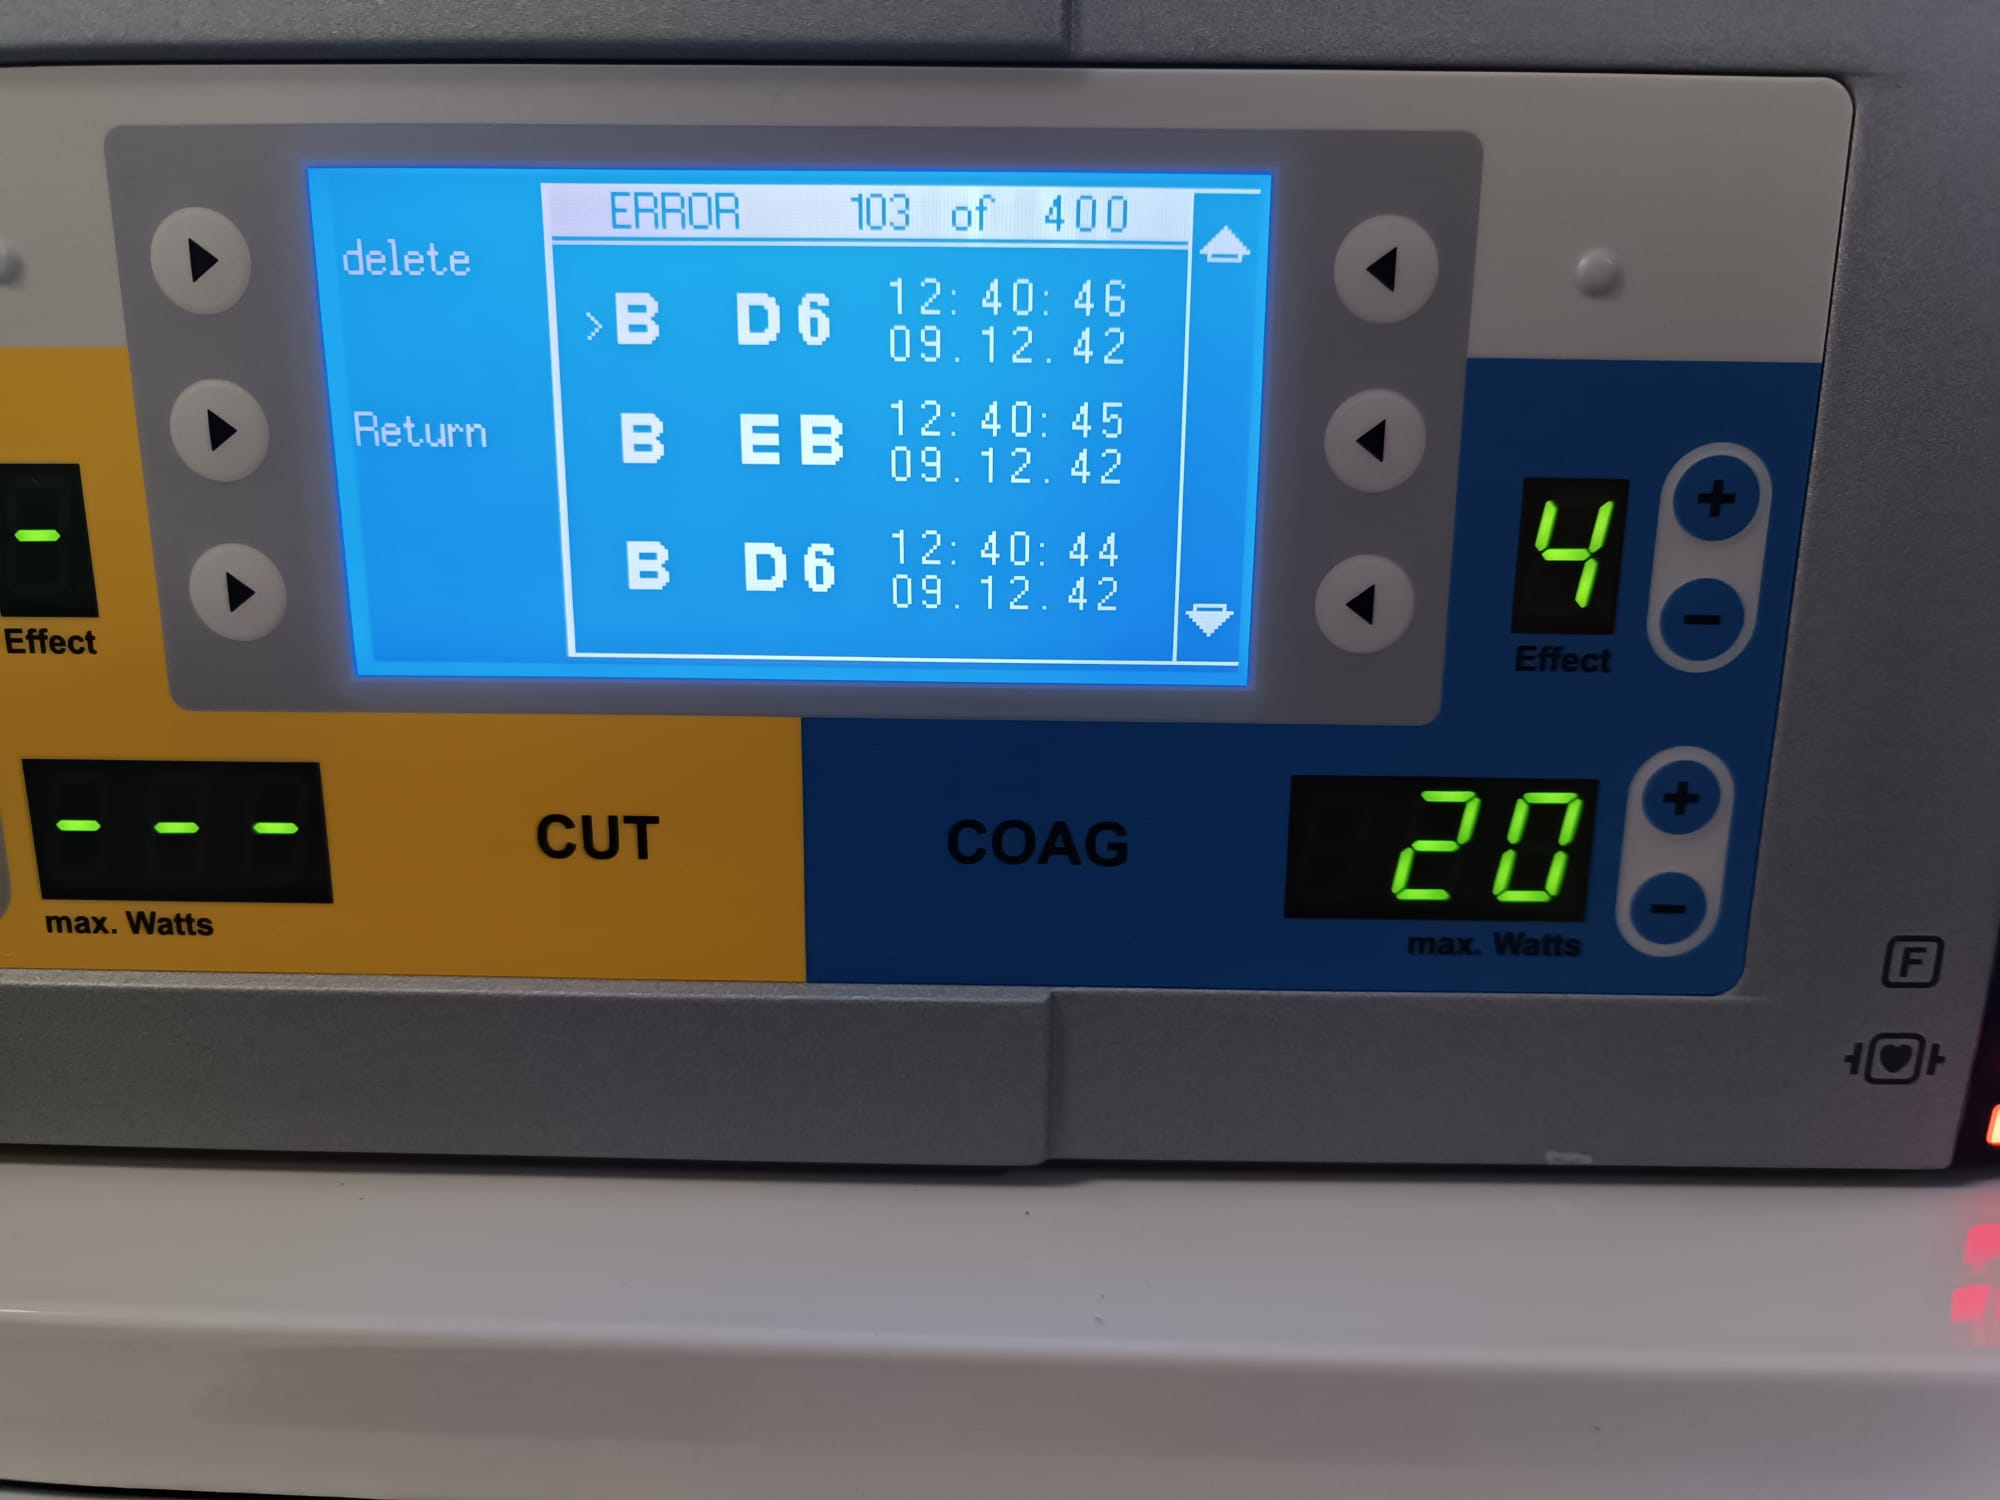 ERROR 103 of 400
delete
>B D6 12:40:46
09.12.42
B EB 12:40:45
09.12.42
Return
B D6 12:40:44
09.12.42
-
Effect
4
Effect
+
-
---
max. Watts
CUT
COAG
20
max. Watts
+
-
F